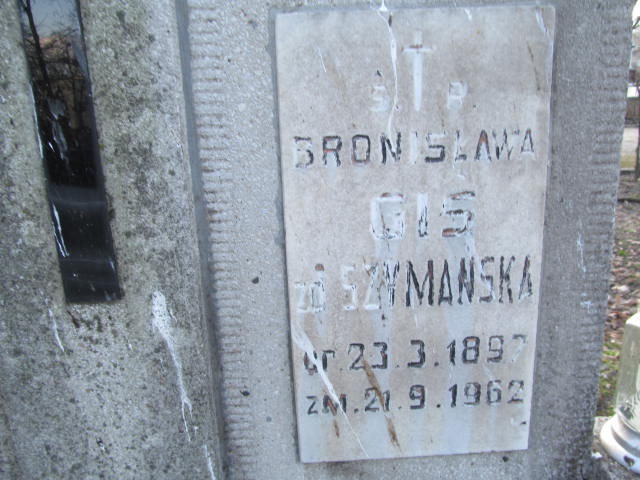 Ś. P.
BRONISŁAWA
GIS
ZD SZYMAŃSKA
UR. 23.3.1897
ZM. 21.9.1962